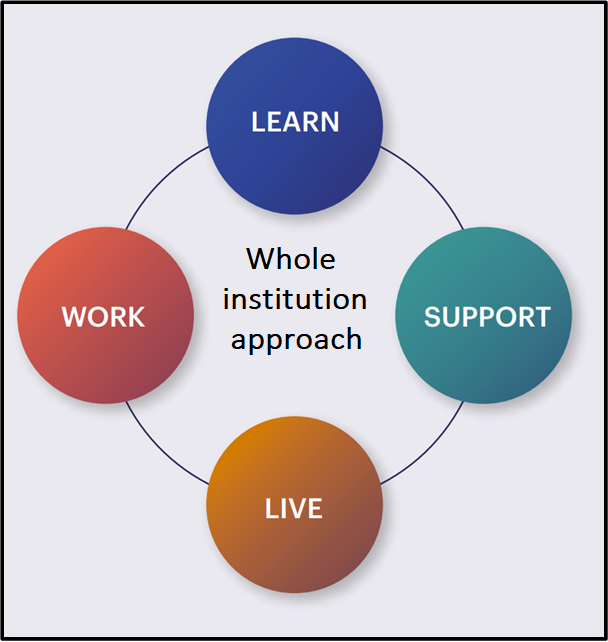 LEARN
Whole
institution
approach
WORK
SUPPORT
LIVE